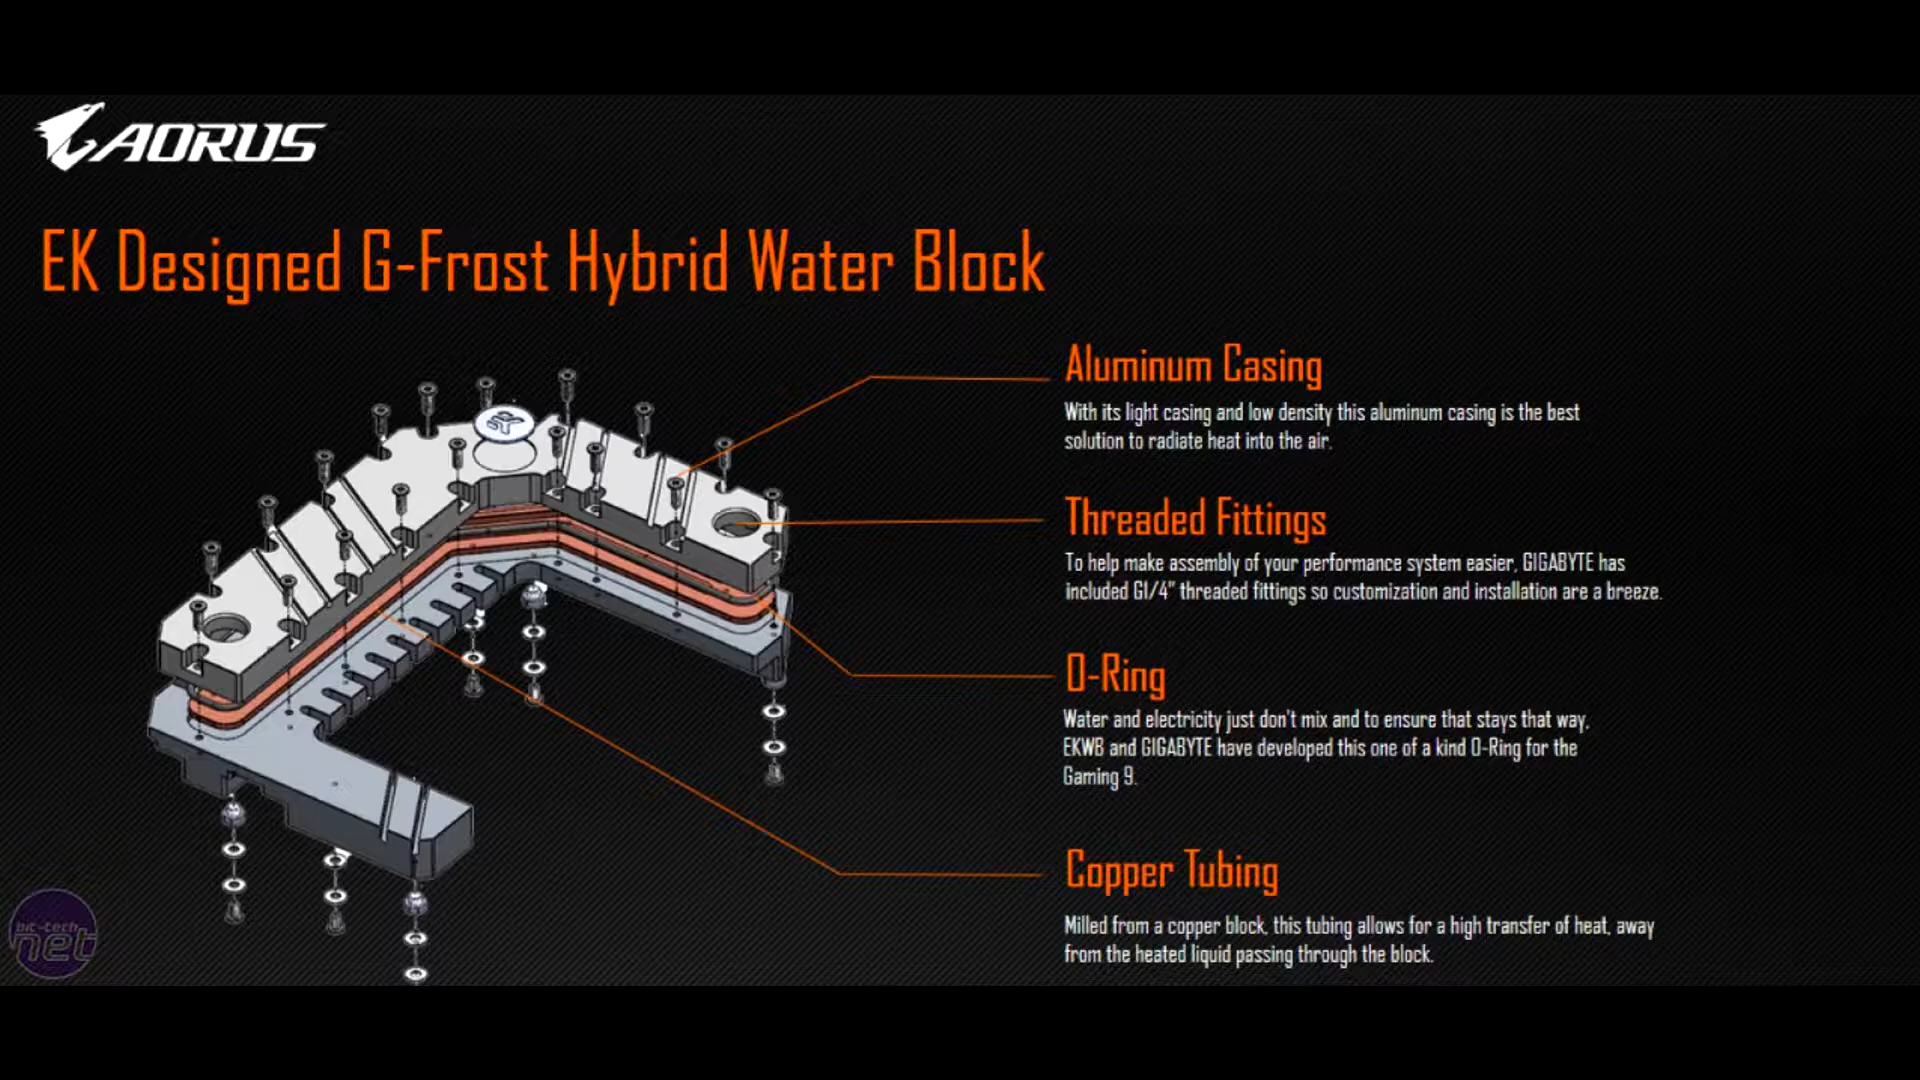 AORUS
EK Designed G-Frost Hybrid Water Block
Aluminum Casing
With its light casing and low density this aluminum casing is the best
solution to radiate heat into the air.
Threaded Fittings
To help make assembly of your performance system easier, GIGABYTE has
included G1/4" threaded fittings so customization and installation are a breeze.
O-Ring
Water and electricity just don't mix and to ensure that stays that way,
EKWB and GIGABYTE have developed this one of a kind O-Ring for the
Gaming 9.
Copper Tubing
Milled from a copper block, this tubing allows for a high transfer of heat, away
from the heated liquid passing through the block.
bit-tech
net